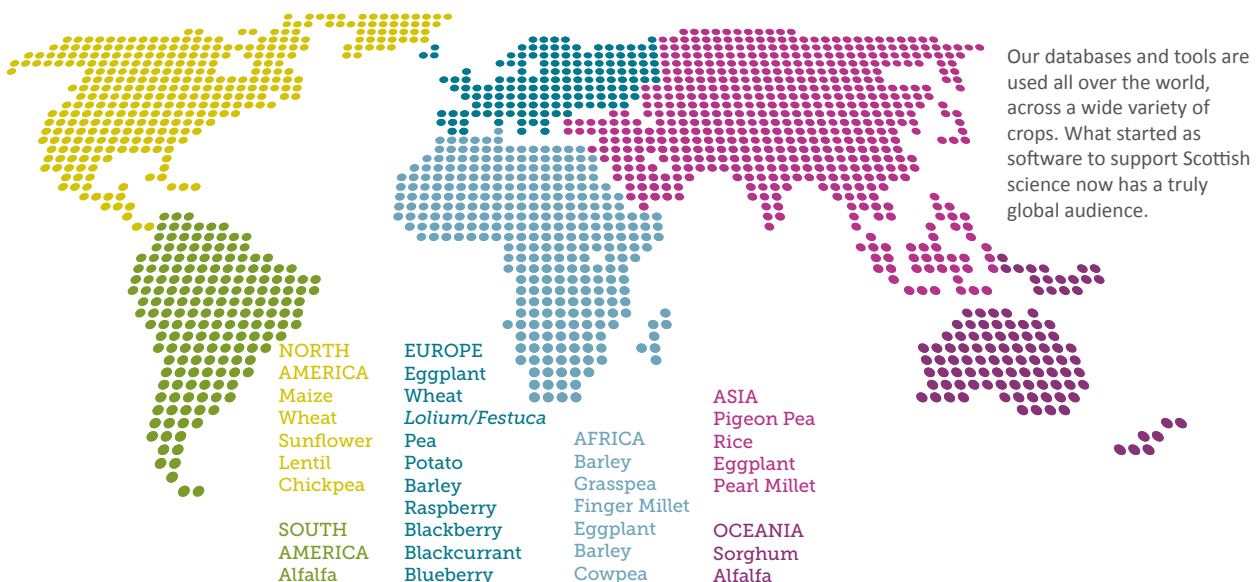 Our databases and tools are
used all over the world,
across a wide variety of
crops. What started as
software to support Scottish
science now has a truly
global audience.
NORTH
AMERICA
Maize
Wheat
Sunflower
Lentil
Chickpea
SOUTH
AMERICA
Alfalfa
EUROPE
Eggplant
Wheat
Lolium/Festuca
Pea
Potato
Barley
Raspberry
Blackberry
Blackcurrant
Blueberry
AFRICA
Barley
Grasspea
Finger Millet
Eggplant
Barley
Cowpea
ASIA
Pigeon Pea
Rice
Eggplant
Pearl Millet
OCEANIA
Sorghum
Alfalfa